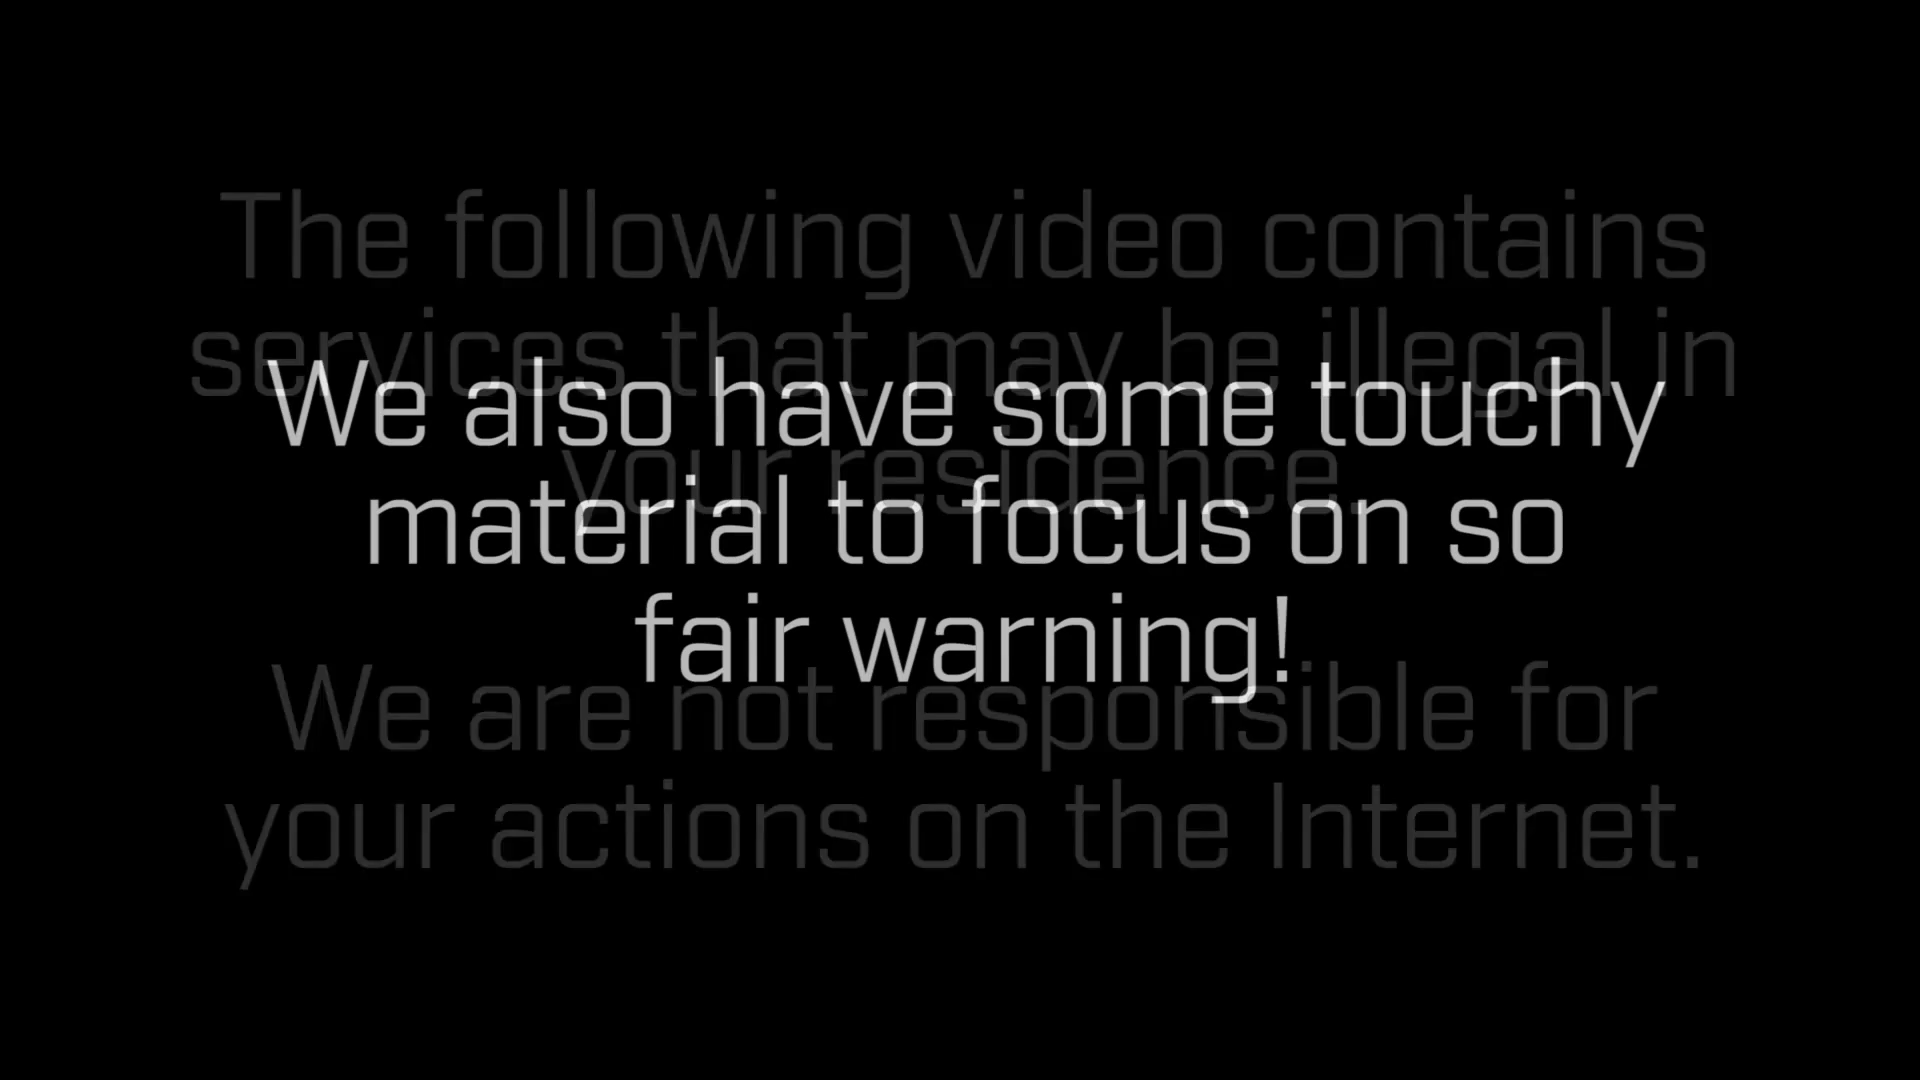 The following video contains
services that may be illegal in
your residence.
We also have some touchy
material to focus on so
fair warning!
We are not responsible for
your actions on the Internet.